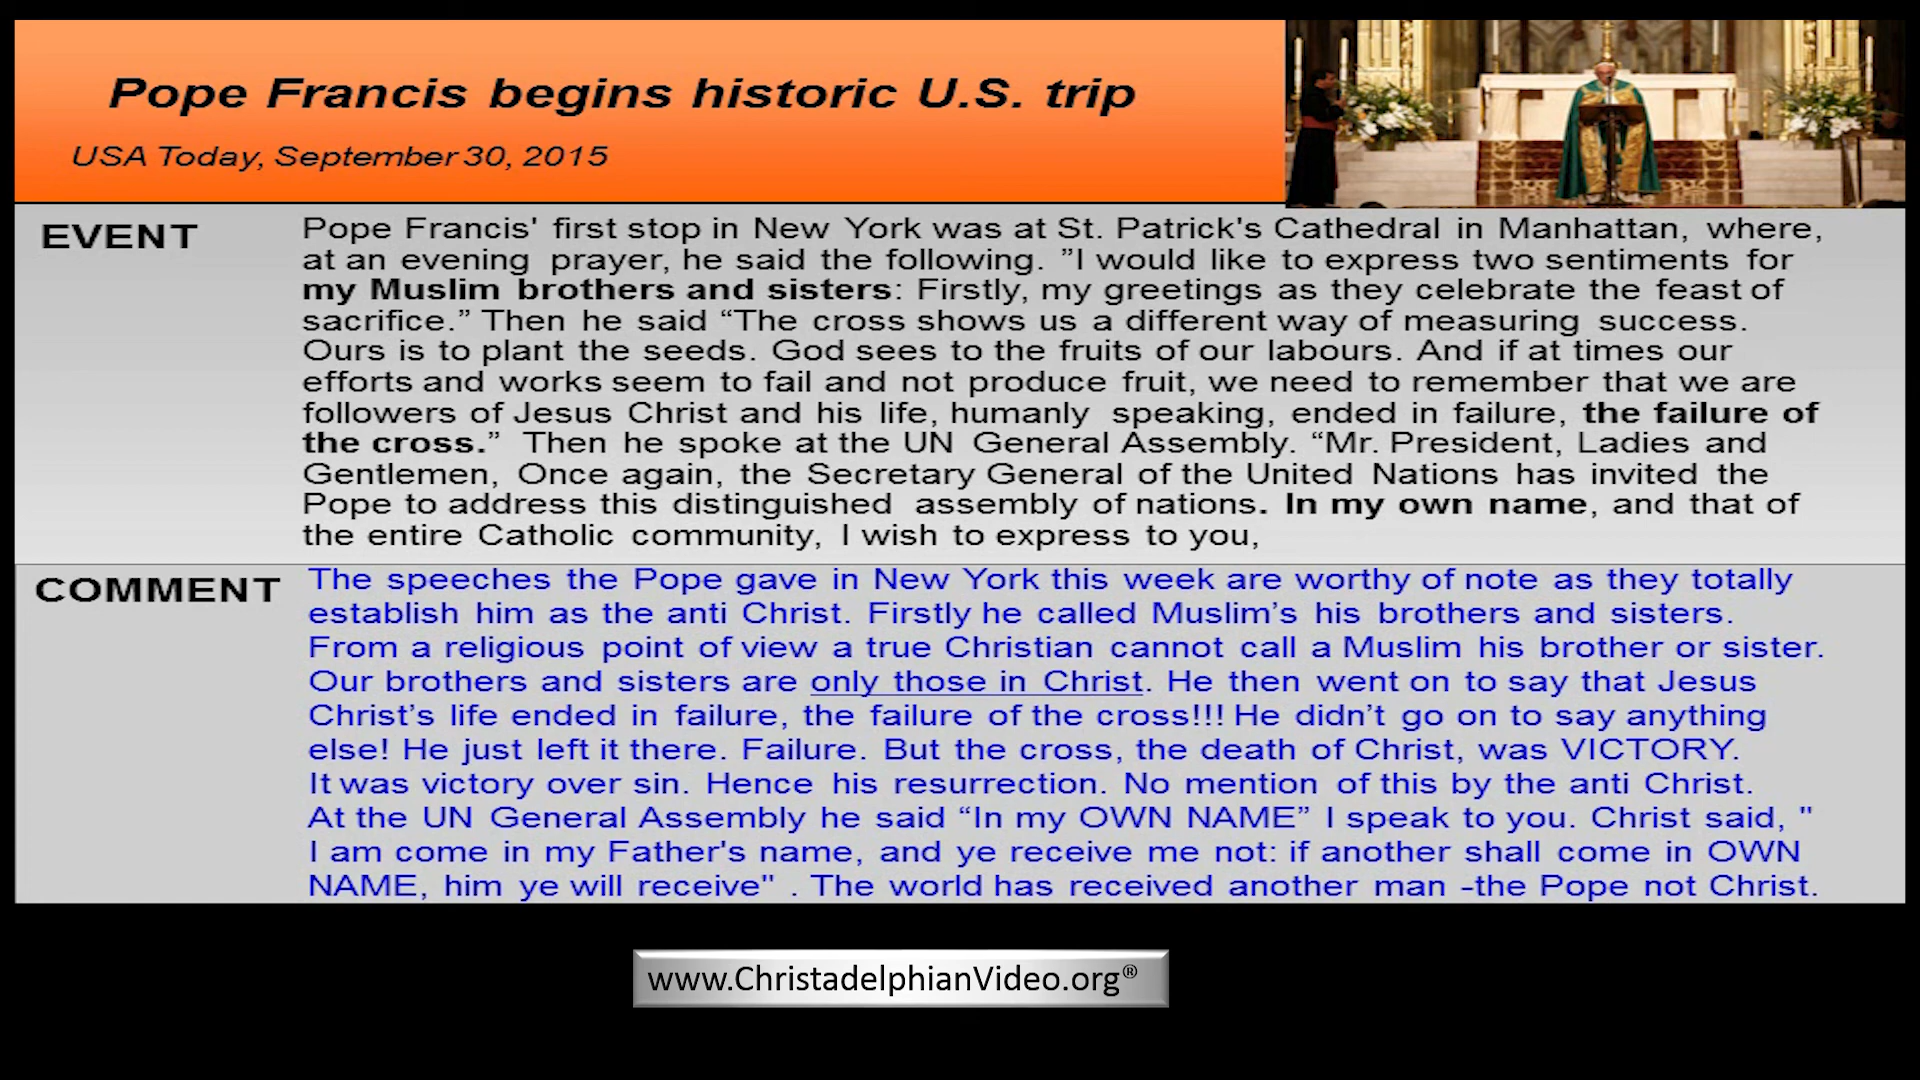 Pope Francis begins historic U.S. trip
USA Today, September 30, 2015
EVENT
Pope Francis' first stop in New York was at St. Patrick's Cathedral in Manhattan, where,
at an evening prayer, he said the following. ”I would like to express two sentiments for
my Muslim brothers and sisters: Firstly, my greetings as they celebrate the feast of
sacrifice.” Then he said “The cross shows us a different way of measuring success.
Ours is to plant the seeds. God sees to the fruits of our labours. And if at times our
efforts and works seem to fail and not produce fruit, we need to remember that we are
followers of Jesus Christ and his life, humanly speaking, ended in failure, the failure of
the cross.” Then he spoke at the UN General Assembly. “Mr. President, Ladies and
Gentlemen, Once again, the Secretary General of the United Nations has invited the
Pope to address this distinguished assembly of nations. In my own name, and that of
the entire Catholic community, I wish to express to you,
COMMENT
The speeches the Pope gave in New York this week are worthy of note as they totally
establish him as the anti Christ. Firstly he called Muslim’s his brothers and sisters.
From a religious point of view a true Christian cannot call a Muslim his brother or sister.
Our brothers and sisters are only those in Christ. He then went on to say that Jesus
Christ’s life ended in failure, the failure of the cross!!! He didn’t go on to say anything
else! He just left it there. Failure. But the cross, the death of Christ, was VICTORY.
It was victory over sin. Hence his resurrection. No mention of this by the anti Christ.
At the UN General Assembly he said “In my OWN NAME” I speak to you. Christ said, "
I am come in my Father's name, and ye receive me not: if another shall come in OWN
NAME, him ye will receive" . The world has received another man -the Pope not Christ.
www.ChristadelphianVideo.org®